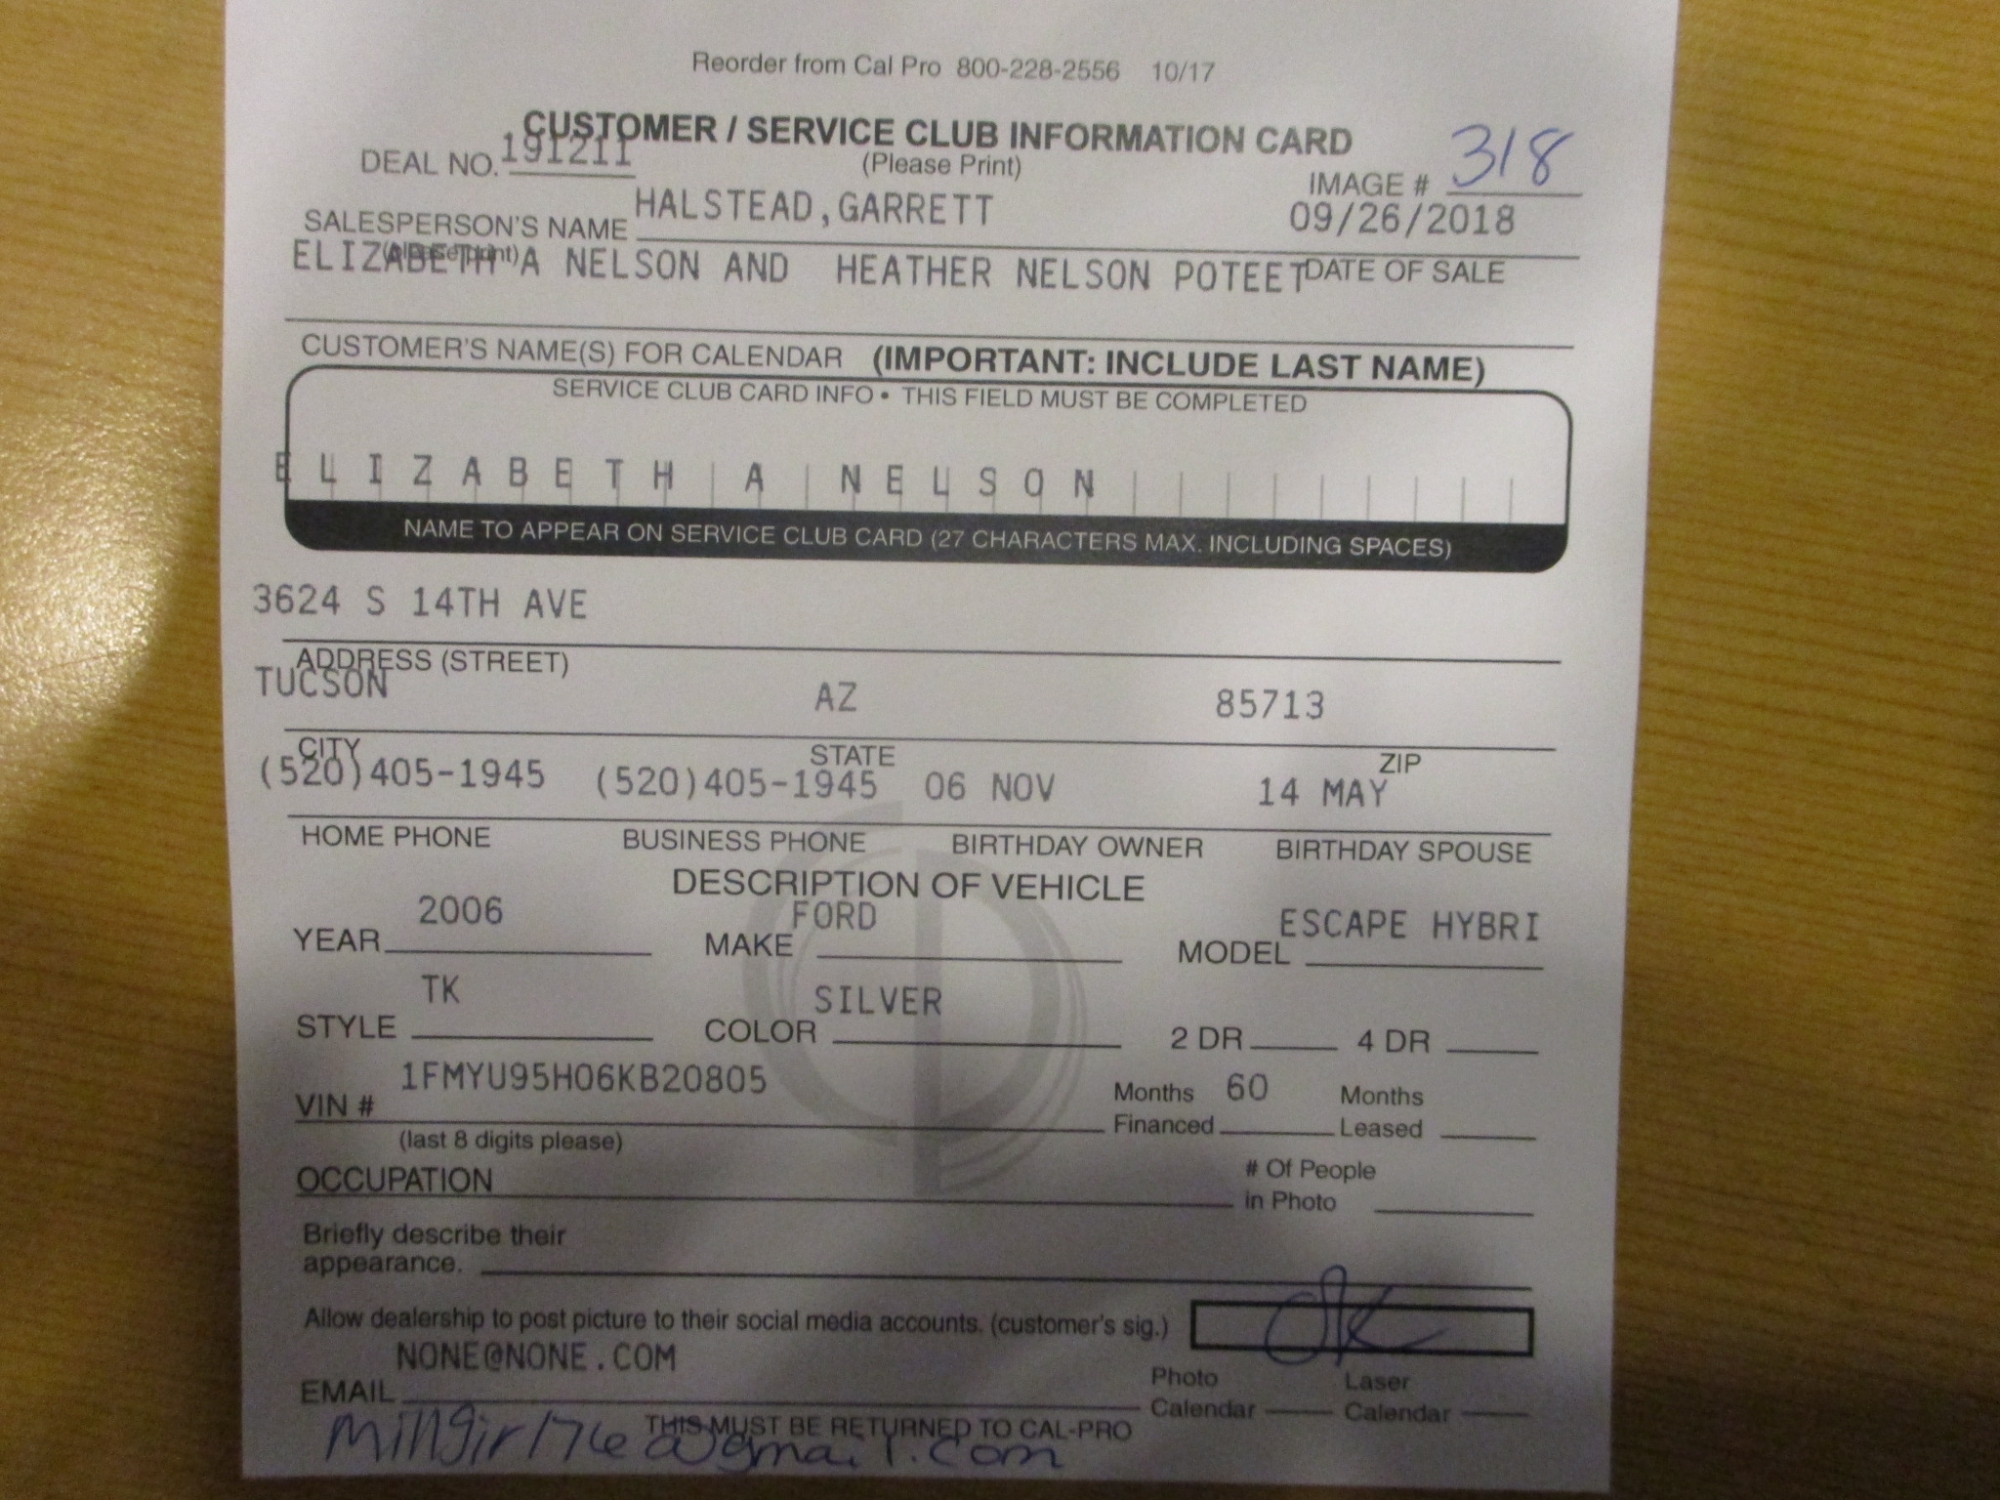 Reorder from Cal Pro 800-228-2556 10/17
CUSTOMER / SERVICE CLUB INFORMATION CARD
DEAL NO. 191211 (Please Print) IMAGE # 318
SALESPERSON'S NAME HALSTEAD,GARRETT 09/26/2018
(please print) DATE OF SALE
ELIZABETH A NELSON AND HEATHER NELSON POTEET
CUSTOMER'S NAME(S) FOR CALENDAR (IMPORTANT: INCLUDE LAST NAME)
SERVICE CLUB CARD INFO • THIS FIELD MUST BE COMPLETED
ELIZABETH A NELSON
NAME TO APPEAR ON SERVICE CLUB CARD (27 CHARACTERS MAX. INCLUDING SPACES)
3624 S 14TH AVE
ADDRESS (STREET)
TUCSON AZ 85713
CITY STATE ZIP
(520)405-1945 (520)405-1945 06 NOV 14 MAY
HOME PHONE BUSINESS PHONE BIRTHDAY OWNER BIRTHDAY SPOUSE
DESCRIPTION OF VEHICLE
YEAR 2006 MAKE FORD MODEL ESCAPE HYBRI
STYLE TK COLOR SILVER 2 DR 4 DR
VIN # 1FMYU95H06KB20805 Months Financed 60 Months Leased
(last 8 digits please)
OCCUPATION # Of People in Photo
Briefly describe their
appearance.
Allow dealership to post picture to their social media accounts. (customer's sig.) OK
NONE@NONE.COM
EMAIL Photo Calendar Laser Calendar
THIS MUST BE RETURNED TO CAL-PRO
@gmail.com